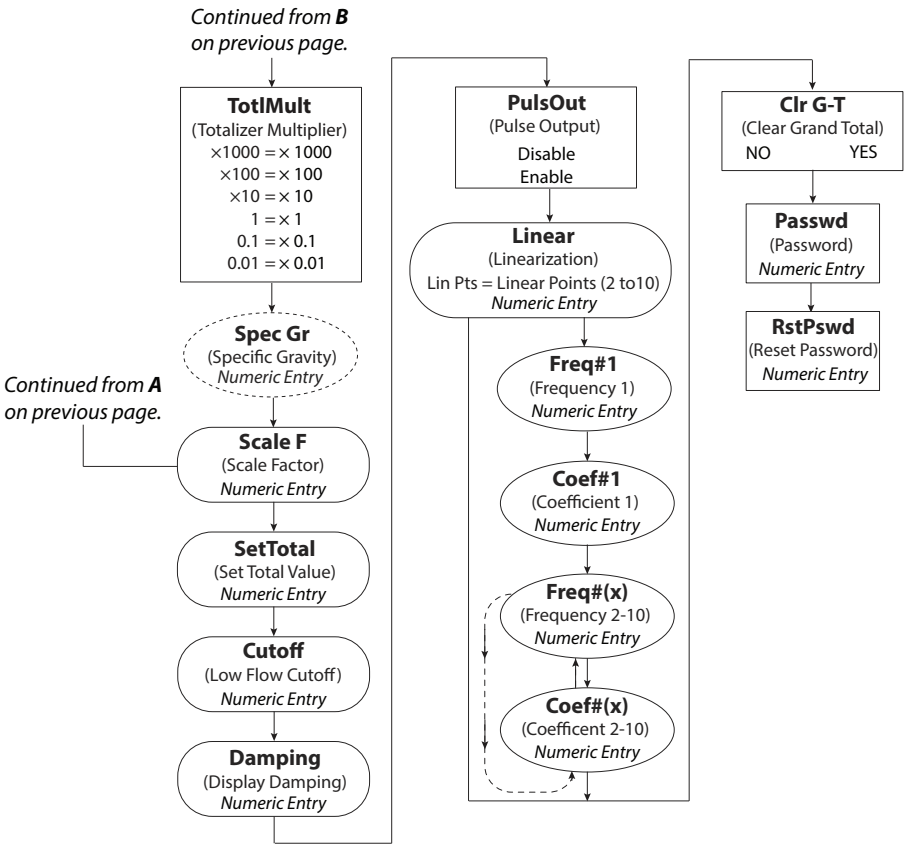 Continued from B
on previous page.
TotlMult
(Totalizer Multiplier)
×1000 = × 1000
×100 = × 100
×10 = × 10
1 = × 1
0.1 = × 0.1
0.01 = × 0.01
Spec Gr
(Specific Gravity)
Numeric Entry
Continued from A
on previous page.
Scale F
(Scale Factor)
Numeric Entry
SetTotal
(Set Total Value)
Numeric Entry
Cutoff
(Low Flow Cutoff)
Numeric Entry
Damping
(Display Damping)
Numeric Entry
PulsOut
(Pulse Output)
Disable
Enable
Linear
(Linearization)
Lin Pts = Linear Points (2 to10)
Numeric Entry
Freq#1
(Frequency 1)
Numeric Entry
Coef#1
(Coefficient 1)
Numeric Entry
Freq#(x)
(Frequency 2-10)
Numeric Entry
Coef#(x)
(Coefficent 2-10)
Numeric Entry
Clr G-T
(Clear Grand Total)
NO YES
Passwd
(Password)
Numeric Entry
RstPswd
(Reset Password)
Numeric Entry